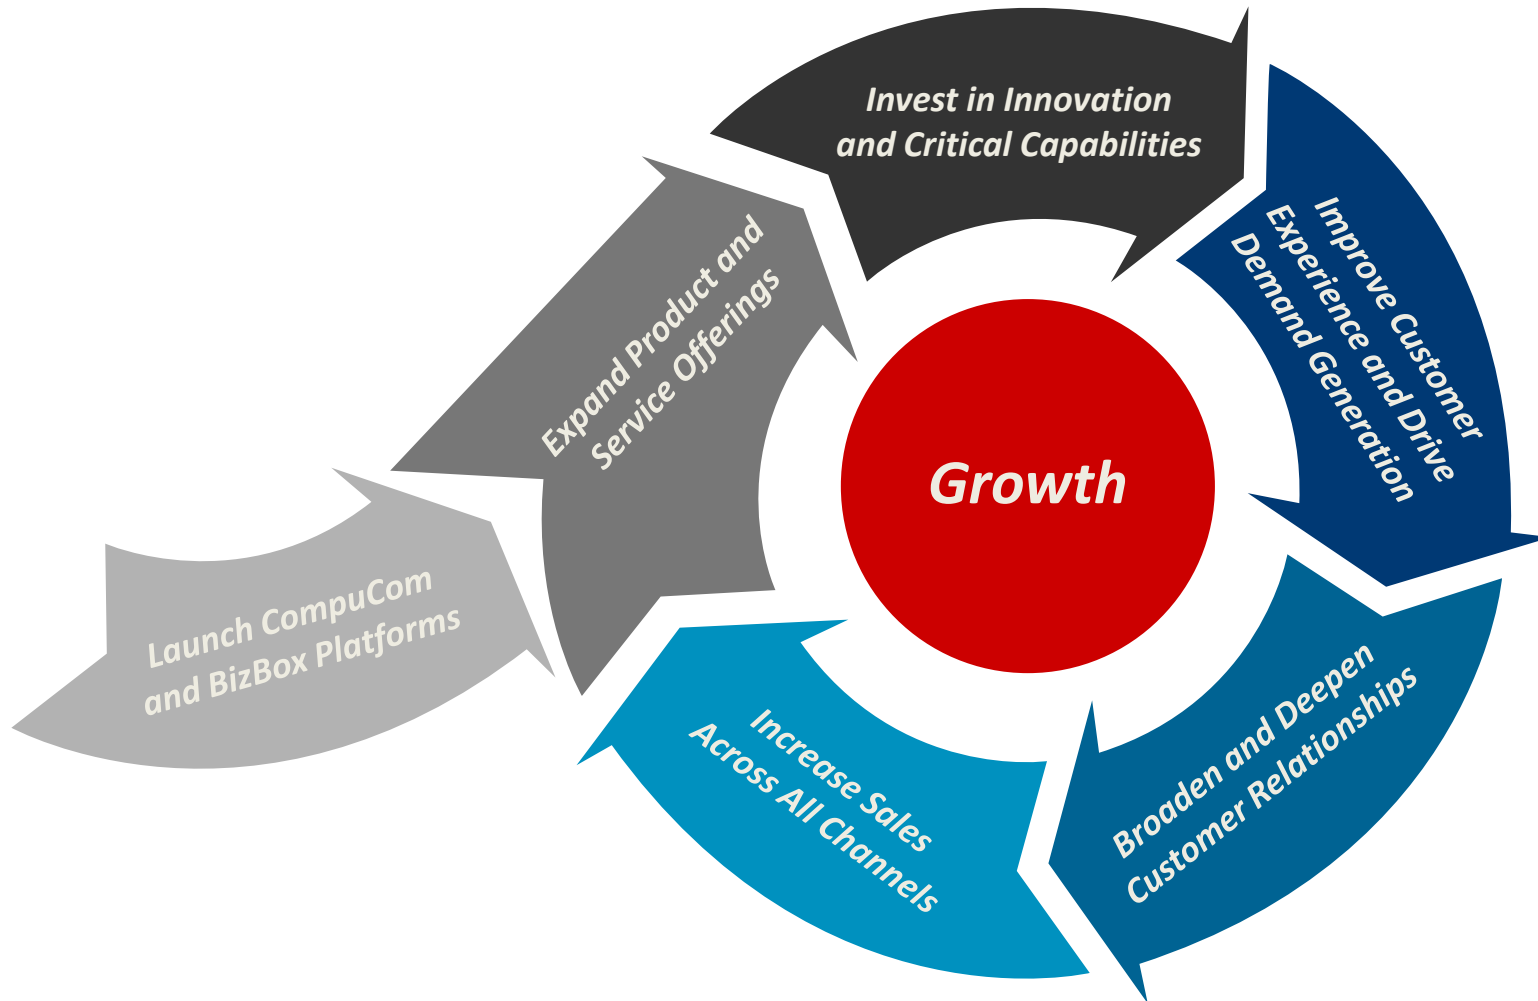 Invest in Innovation
and Critical Capabilities
Improve Customer
Experience and Drive
Demand Generation
Broaden and Deepen
Customer Relationships
Increase Sales
Across All Channels
Launch CompuCom
and BizBox Platforms
Expand Product and
Service Offerings
Growth